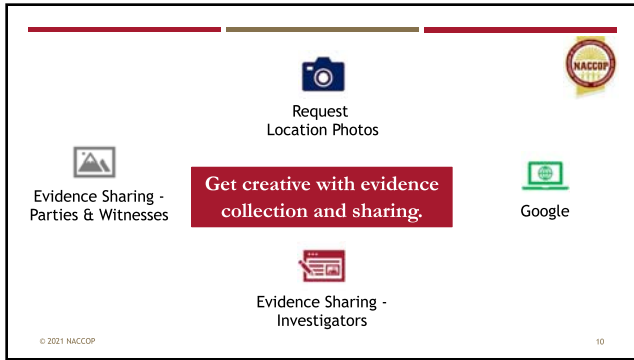 NACCOP
Request
Location Photos
Evidence Sharing -
Parties & Witnesses
Get creative with evidence
collection and sharing.
Google
Evidence Sharing -
Investigators
© 2021 NACCOP
10